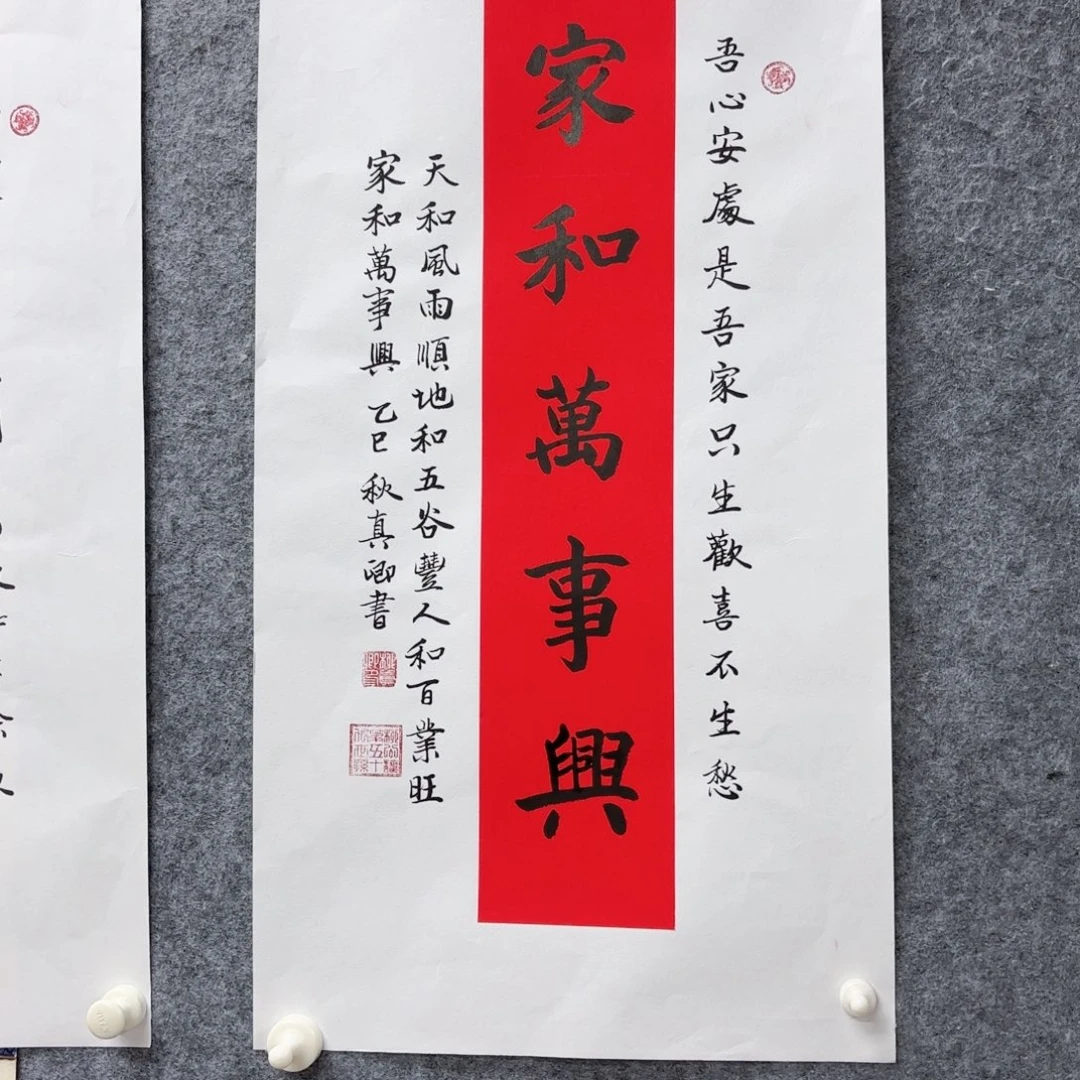 吾心安處是吾家只生歡喜不生愁
家和萬事興
天和風雨順地和五谷豐人和百業旺
家和萬事興乙巳秋真卿書